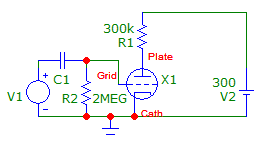 300k
R1
Plate
Grid
C1
X1
300
V2
V1
R2
2MEG
Cath